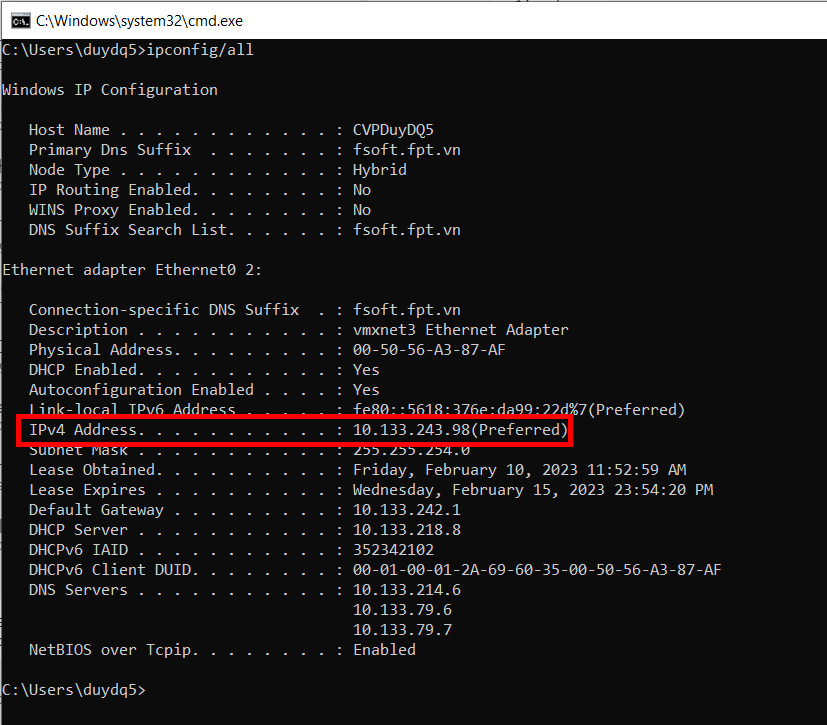 C:\Windows\system32\cmd.exe
C:\Users\duydq5>ipconfig/all
Windows IP Configuration
Host Name . . . . . . . . . . . . : CVPDuyDQ5
Primary Dns Suffix  . . . . . . . : fsoft.fpt.vn
Node Type . . . . . . . . . . . . : Hybrid
IP Routing Enabled. . . . . . . . : No
WINS Proxy Enabled. . . . . . . . : No
DNS Suffix Search List. . . . . . : fsoft.fpt.vn
Ethernet adapter Ethernet0 2:
Connection-specific DNS Suffix  . : fsoft.fpt.vn
Description . . . . . . . . . . . : vmxnet3 Ethernet Adapter
Physical Address. . . . . . . . . : 00-50-56-A3-87-AF
DHCP Enabled. . . . . . . . . . . : Yes
Autoconfiguration Enabled . . . . : Yes
Link-local IPv6 Address . . . . . : fe80::5618:376e:da99:22d%7(Preferred)
IPv4 Address. . . . . . . . . . . : 10.133.243.98(Preferred)
Subnet Mask . . . . . . . . . . . : 255.255.254.0
Lease Obtained. . . . . . . . . . : Friday, February 10, 2023 11:52:59 AM
Lease Expires . . . . . . . . . . : Wednesday, February 15, 2023 23:54:20 PM
Default Gateway . . . . . . . . . : 10.133.242.1
DHCP Server . . . . . . . . . . . : 10.133.218.8
DHCPv6 IAID . . . . . . . . . . . : 352342102
DHCPv6 Client DUID. . . . . . . . : 00-01-00-01-2A-69-60-35-00-50-56-A3-87-AF
DNS Servers . . . . . . . . . . . : 10.133.214.6
10.133.79.6
10.133.79.7
NetBIOS over Tcpip. . . . . . . . : Enabled
C:\Users\duydq5>